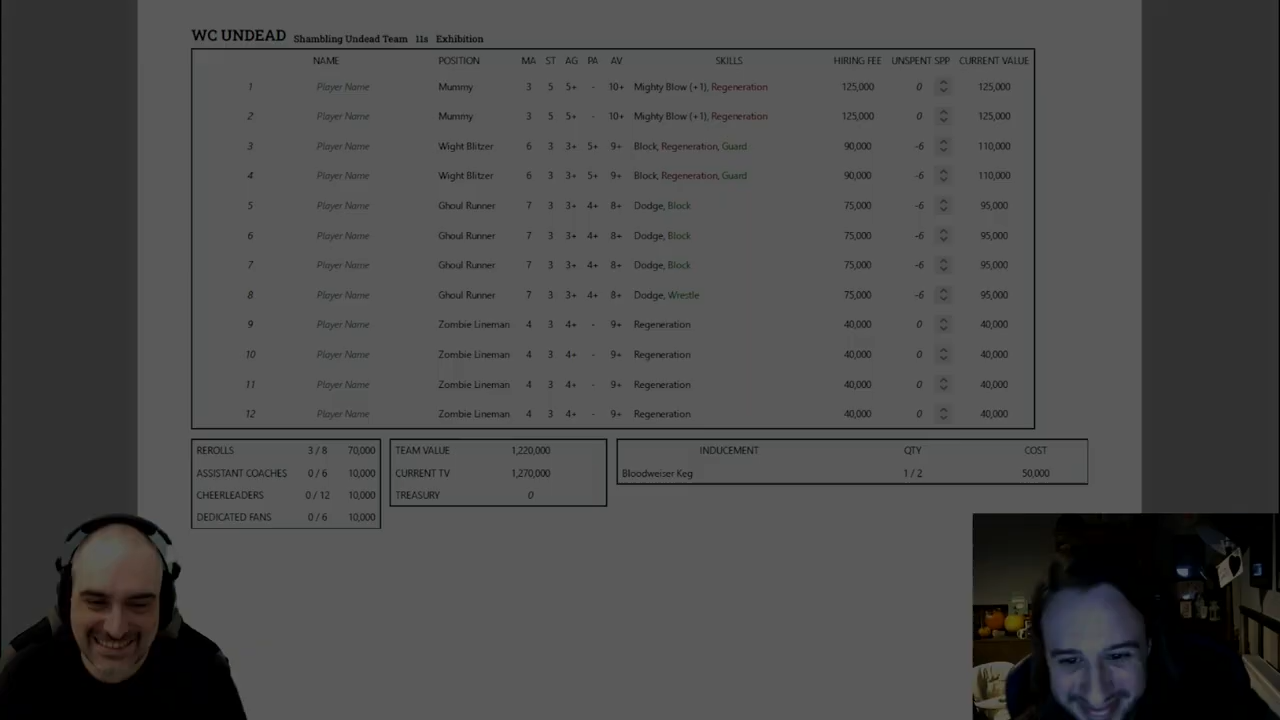 WC UNDEAD Shambling Undead Team 11s Exhibition
NAME POSITION MA ST AG PA AV SKILLS HIRING FEE UNSPENT SPP CURRENT VALUE
1 Player Name Mummy 3 5 5+ - 10+ Mighty Blow (+1), Regeneration 125,000 0 125,000
2 Player Name Mummy 3 5 5+ - 10+ Mighty Blow (+1), Regeneration 125,000 0 125,000
3 Player Name Wight Blitzer 6 3 3+ 5+ 9+ Block, Regeneration, Guard 90,000 -6 110,000
4 Player Name Wight Blitzer 6 3 3+ 5+ 9+ Block, Regeneration, Guard 90,000 -6 110,000
5 Player Name Ghoul Runner 7 3 3+ 4+ 8+ Dodge, Block 75,000 -6 95,000
6 Player Name Ghoul Runner 7 3 3+ 4+ 8+ Dodge, Block 75,000 -6 95,000
7 Player Name Ghoul Runner 7 3 3+ 4+ 8+ Dodge, Block 75,000 -6 95,000
8 Player Name Ghoul Runner 7 3 3+ 4+ 8+ Dodge, Wrestle 75,000 -6 95,000
9 Player Name Zombie Lineman 4 3 4+ - 9+ Regeneration 40,000 0 40,000
10 Player Name Zombie Lineman 4 3 4+ - 9+ Regeneration 40,000 0 40,000
11 Player Name Zombie Lineman 4 3 4+ - 9+ Regeneration 40,000 0 40,000
12 Player Name Zombie Lineman 4 3 4+ - 9+ Regeneration 40,000 0 40,000
REROLLS 3 / 8 70,000
ASSISTANT COACHES 0 / 6 10,000
CHEERLEADERS 0 / 12 10,000
DEDICATED FANS 0 / 6 10,000
TEAM VALUE 1,220,000
CURRENT TV 1,270,000
TREASURY 0
INDUCEMENT QTY COST
Bloodweiser Keg 1 / 2 50,000